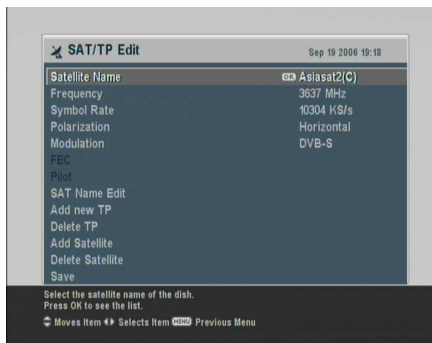 SAT/TP Edit Sep 19 2006 19:18
Satellite Name OK Asiasat2(C)
Frequency 3637 MHz
Symbol Rate 10304 KS/s
Polarization Horizontal
Modulation DVB-S
FEC
Pilot
SAT Name Edit
Add new TP
Delete TP
Add Satellite
Delete Satellite
Save
Select the satellite name of the dish.
Press OK to see the list.
Moves Item Selects Item MENU Previous Menu